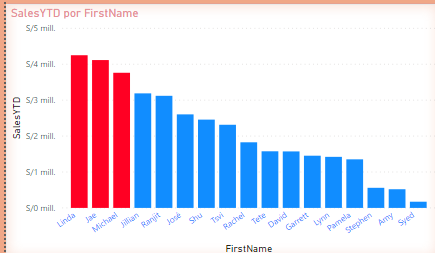 SalesYTD por FirstName
S/5 mill.
S/4 mill.
S/3 mill.
S/2 mill.
S/1 mill.
S/0 mill.
SalesYTD
Linda
Jae
Michael
Jillian
Ranjit
José
Shu
Tsvi
Rachel
Tete
David
Garrett
Lynn
Pamela
Stephen
Amy
Syed
FirstName